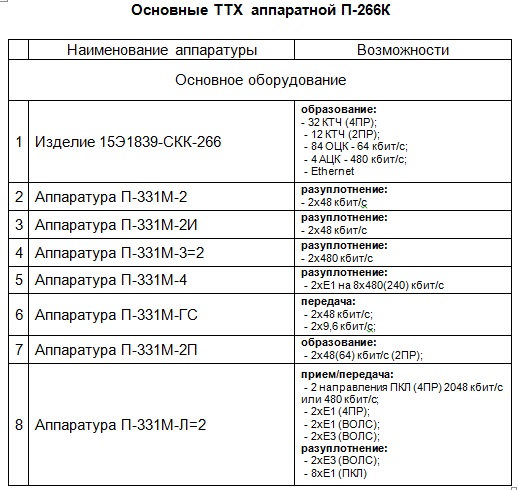 Основные ТТХ аппаратной П-266К
Наименование аппаратуры Возможности
Основное оборудование
1 Изделие 15Э1839-СКК-266
образование:
- 32 КТЧ (4ПР);
- 12 КТЧ (2ПР);
- 84 ОЦК - 64 кбит/с;
- 4 АЦК - 480 кбит/с;
- Ethernet
2 Аппаратура П-331М-2
разуплотнение:
- 2х48 кбит/с
3 Аппаратура П-331М-2И
разуплотнение:
- 2х48 кбит/с
4 Аппаратура П-331М-3=2
разуплотнение:
- 2х480 кбит/с
5 Аппаратура П-331М-4
разуплотнение:
- 2хЕ1 на 8х480(240) кбит/с
6 Аппаратура П-331М-ГС
передача:
- 2х48 кбит/с;
- 2х9,6 кбит/с;
7 Аппаратура П-331М-2П
образование:
- 2х48(64) кбит/с (2ПР);
8 Аппаратура П-331М-Л=2
прием/передача:
- 2 направления ПКЛ (4ПР) 2048 кбит/с
или 480 кбит/с;
- 2хЕ1 (4ПР);
- 2хЕ1 (ВОЛС);
- 2хЕ3 (ВОЛС);
разуплотнение:
- 2хЕ3 (ВОЛС);
- 8хЕ1 (ПКЛ)